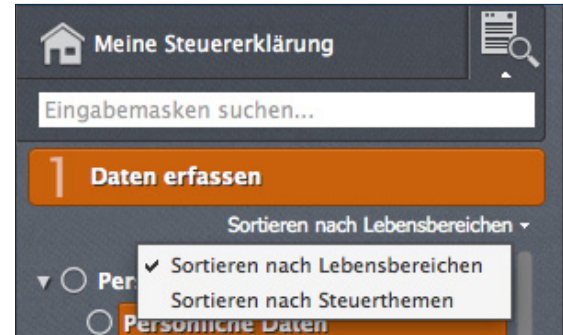 Meine Steuererklärung
Eingabemasken suchen...
1 Daten erfassen
Sortieren nach Lebensbereichen
Sortieren nach Lebensbereichen
Sortieren nach Steuerthemen
Persönliche Daten